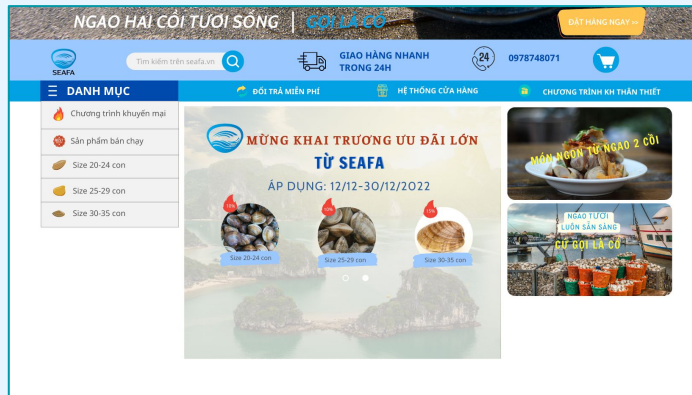 NGAO HAI CỒI TƯƠI SỐNG | GỌI LÀ CÓ
ĐẶT HÀNG NGAY >>
SEAFA
Tìm kiếm trên seafa.vn
GIAO HÀNG NHANH
TRONG 24H
24
0978748071
DANH MỤC
ĐỔI TRẢ MIỄN PHÍ
HỆ THỐNG CỬA HÀNG
CHƯƠNG TRÌNH KH THÂN THIẾT
Chương trình khuyến mại
Sản phẩm bán chạy
Size 20-24 con
Size 25-29 con
Size 30-35 con
MỪNG KHAI TRƯƠNG ƯU ĐÃI LỚN
TỪ SEAFA
ÁP DỤNG: 12/12-30/12/2022
10%
10%
10%
Size 20-24 con
Size 25-29 con
Size 30-35 con
MÓN NGON TỪ NGAO 2 CỒI
NGAO TƯƠI
LUÔN SẴN SÀNG
CỨ GỌI LÀ CÓ